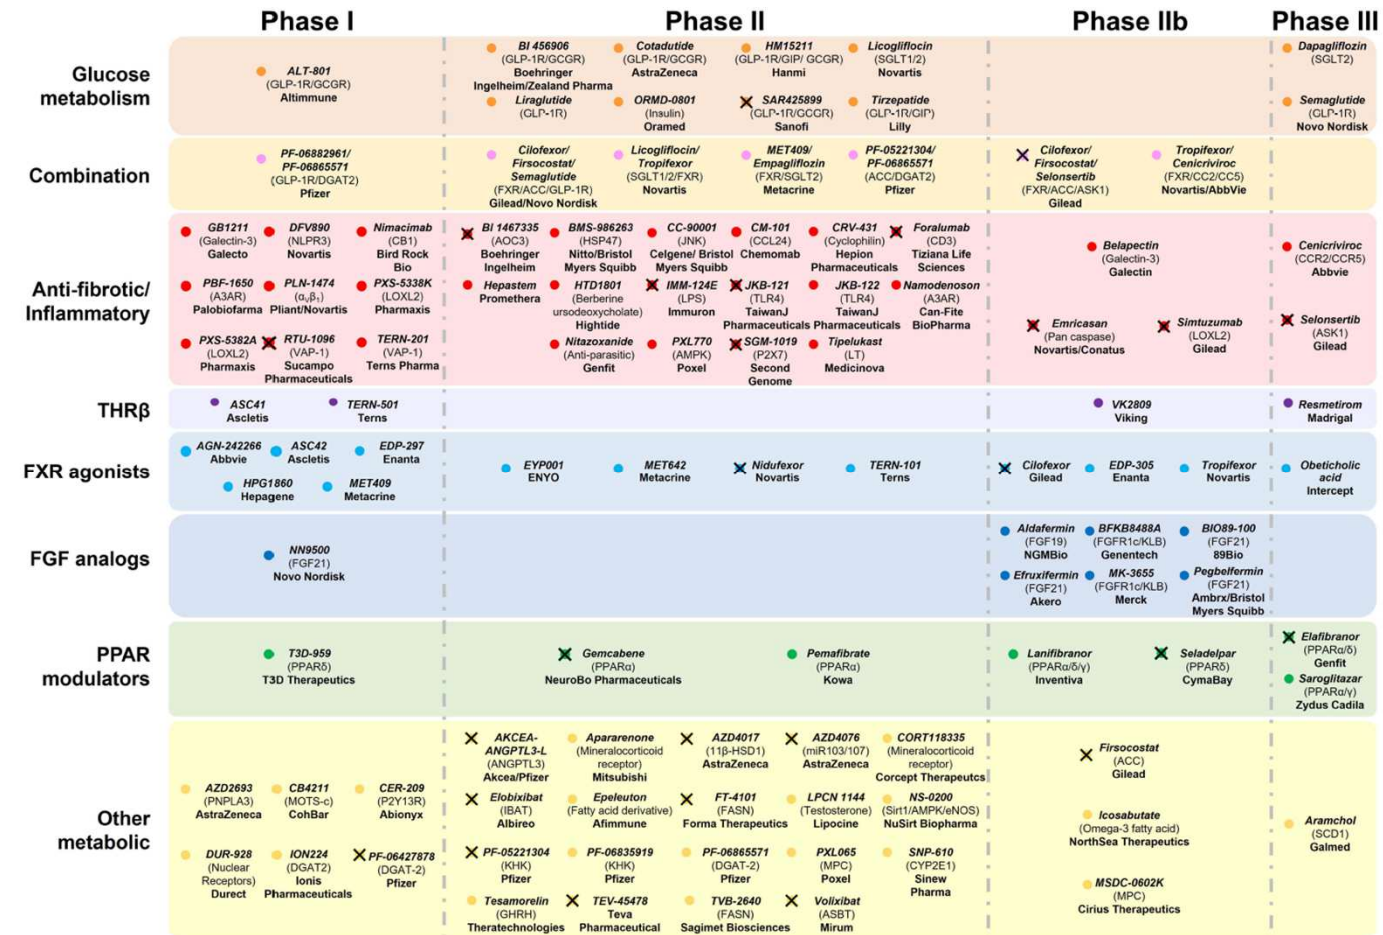 Phase I
Phase II
Phase IIb
Phase III
Glucose
metabolism
ALT-801
(GLP-1R/GCGR)
Altimmune
BI 456906
(GLP-1R/GCGR)
Boehringer
Ingelheim/Zealand Pharma
Cotadutide
(GLP-1R/GCGR)
AstraZeneca
HM15211
(GLP-1R/GIP/ GCGR)
Hanmi
Licogliflocin
(SGLT1/2)
Novartis
Liraglutide
(GLP-1R)
ORMD-0801
(Insulin)
Oramed
SAR425899
(GLP-1R/GCGR)
Sanofi
Tirzepatide
(GLP-1R/GIP)
Lilly
Dapagliflozin
(SGLT2)
Semaglutide
(GLP-1R)
Novo Nordisk
Combination
PF-06882961/
PF-06865571
(GLP-1R/DGAT2)
Pfizer
Cilofexor/
Firsocostat/
Semaglutide
(FXR/ACC/GLP-1R)
Gilead/Novo Nordisk
Licogliflocin/
Tropifexor
(SGLT1/2/FXR)
Novartis
MET409/
Empagliflozin
(FXR/SGLT2)
Metacrine
PF-05221304/
PF-06865571
(ACC/DGAT2)
Pfizer
Cilofexor/
Firsocostat/
Selonsertib
(FXR/ACC/ASK1)
Gilead
Tropifexor/
Cenicriviroc
(FXR/CC2/CC5)
Novartis/AbbVie
Anti-fibrotic/
Inflammatory
GB1211
(Galectin-3)
Galecto
DFV890
(NLPR3)
Novartis
Nimacimab
(CB1)
Bird Rock
Bio
PBF-1650
(A3AR)
Palobiofarma
PLN-1474
(αvβ1)
Pliant/Novartis
PXS-5338K
(LOXL2)
Pharmaxis
PXS-5382A
(LOXL2)
Pharmaxis
RTU-1096
(VAP-1)
Sucampo
Pharmaceuticals
TERN-201
(VAP-1)
Terns Pharma
BI 1467335
(AOC3)
Boehringer
Ingelheim
BMS-986263
(HSP47)
Nitto/Bristol
Myers Squibb
CC-90001
(JNK)
Celgene/ Bristol
Myers Squibb
CM-101
(CCL24)
Chemomab
CRV-431
(Cyclophilin)
Hepion
Pharmaceuticals
Foralumab
(CD3)
Tiziana Life
Sciences
Hepastem
Promethera
HTD1801
(Berberine
ursodeoxycholate)
Hightide
IMM-124E
(LPS)
Immuron
JKB-121
(TLR4)
TaiwanJ
Pharmaceuticals
JKB-122
(TLR4)
TaiwanJ
Pharmaceuticals
Namodenoson
(A3AR)
Can-Fite
BioPharma
Nitazoxanide
(Anti-parasitic)
Genfit
PXL770
(AMPK)
Poxel
SGM-1019
(P2X7)
Second
Genome
Tipelukast
(LT)
Medicinova
Belapectin
(Galectin-3)
Galectin
Emricasan
(Pan caspase)
Novartis/Conatus
Simtuzumab
(LOXL2)
Gilead
Cenicriviroc
(CCR2/CCR5)
Abbvie
Selonsertib
(ASK1)
Gilead
THRβ
ASC41
Ascletis
TERN-501
Terns
VK2809
Viking
Resmetirom
Madrigal
FXR agonists
AGN-242266
Abbvie
ASC42
Ascletis
EDP-297
Enanta
HPG1860
Hepagene
MET409
Metacrine
EYP001
ENYO
MET642
Metacrine
Nidufexor
Novartis
TERN-101
Terns
Cilofexor
Gilead
EDP-305
Enanta
Tropifexor
Novartis
Obeticholic
acid
Intercept
FGF analogs
NN9500
(FGF21)
Novo Nordisk
Aldafermin
(FGF19)
NGMBio
BFKB8488A
(FGFR1c/KLB)
Genentech
BIO89-100
(FGF21)
89Bio
Efruxifermin
(FGF21)
Akero
MK-3655
(FGFR1c/KLB)
Merck
Pegbelfermin
(FGF21)
Ambrx/Bristol
Myers Squibb
PPAR
modulators
T3D-959
(PPARδ)
T3D Therapeutics
Gemcabene
(PPARα)
NeuroBo Pharmaceuticals
Pemafibrate
(PPARα)
Kowa
Lanifibranor
(PPARα/δ/γ)
Inventiva
Seladelpar
(PPARδ)
CymaBay
Elafibranor
(PPARα/δ)
Genfit
Saroglitazar
(PPARα/γ)
Zydus Cadila
Other
metabolic
AZD2693
(PNPLA3)
AstraZeneca
CB4211
(MOTS-c)
CohBar
CER-209
(P2Y13R)
Abionyx
DUR-928
(Nuclear
Receptors)
Durect
ION224
(DGAT2)
Ionis
Pharmaceuticals
PF-06427878
(DGAT-2)
Pfizer
AKCEA-
ANGPTL3-L
(ANGPTL3)
Akcea/Pfizer
Apararenone
(Mineralocorticoid
receptor)
Mitsubishi
AZD4017
(11β-HSD1)
AstraZeneca
AZD4076
(miR103/107)
AstraZeneca
CORT118335
(Mineralocorticoid
receptor)
Corcept Therapeutcs
Elobixibat
(IBAT)
Albireo
Epeleuton
(Fatty acid derivative)
Afimmune
FT-4101
(FASN)
Forma Therapeutics
LPCN 1144
(Testosterone)
Lipocine
NS-0200
(Sirt1/AMPK/eNOS)
NuSirt Biopharma
PF-05221304
(KHK)
Pfizer
PF-06835919
(KHK)
Pfizer
PF-06865571
(DGAT-2)
Pfizer
PXL065
(MPC)
Poxel
SNP-610
(CYP2E1)
Sinew
Pharma
Tesamorelin
(GHRH)
Theratechnologies
TEV-45478
Teva
Pharmaceutical
TVB-2640
(FASN)
Sagimet Biosciences
Volixibat
(ASBT)
Mirum
Firsocostat
(ACC)
Gilead
Icosabutate
(Omega-3 fatty acid)
NorthSea Therapeutics
MSDC-0602K
(MPC)
Cirius Therapeutics
Aramchol
(SCD1)
Galmed